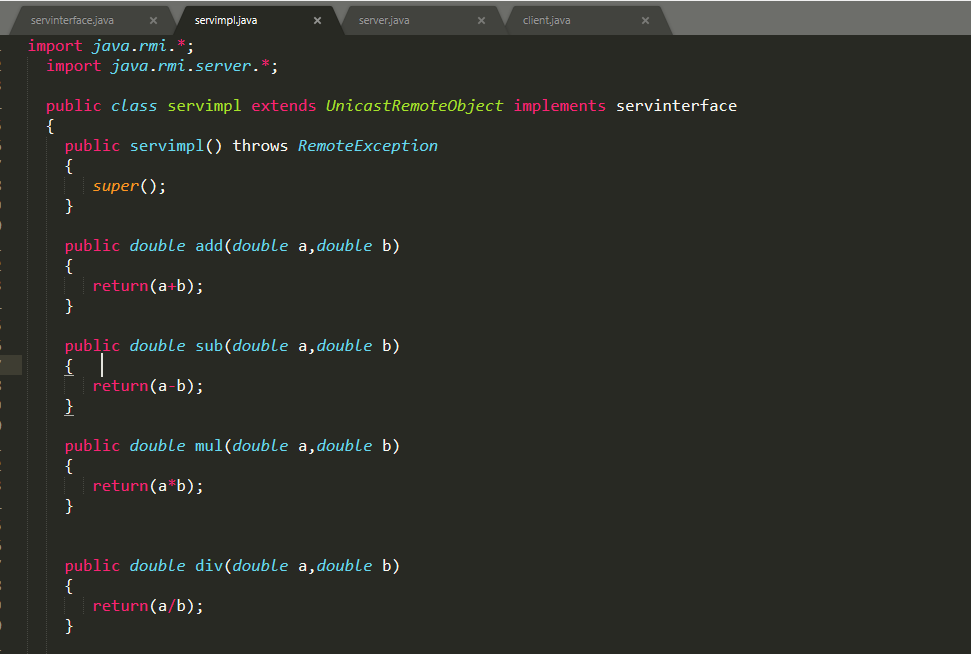 servinterface.java × servimpl.java × server.java × client.java ×
import java.rmi.*;
import java.rmi.server.*;
public class servimpl extends UnicastRemoteObject implements servinterface
{
public servimpl() throws RemoteException
{
super();
}
public double add(double a,double b)
{
return(a+b);
}
public double sub(double a,double b)
{
return(a-b);
}
public double mul(double a,double b)
{
return(a*b);
}
public double div(double a,double b)
{
return(a/b);
}